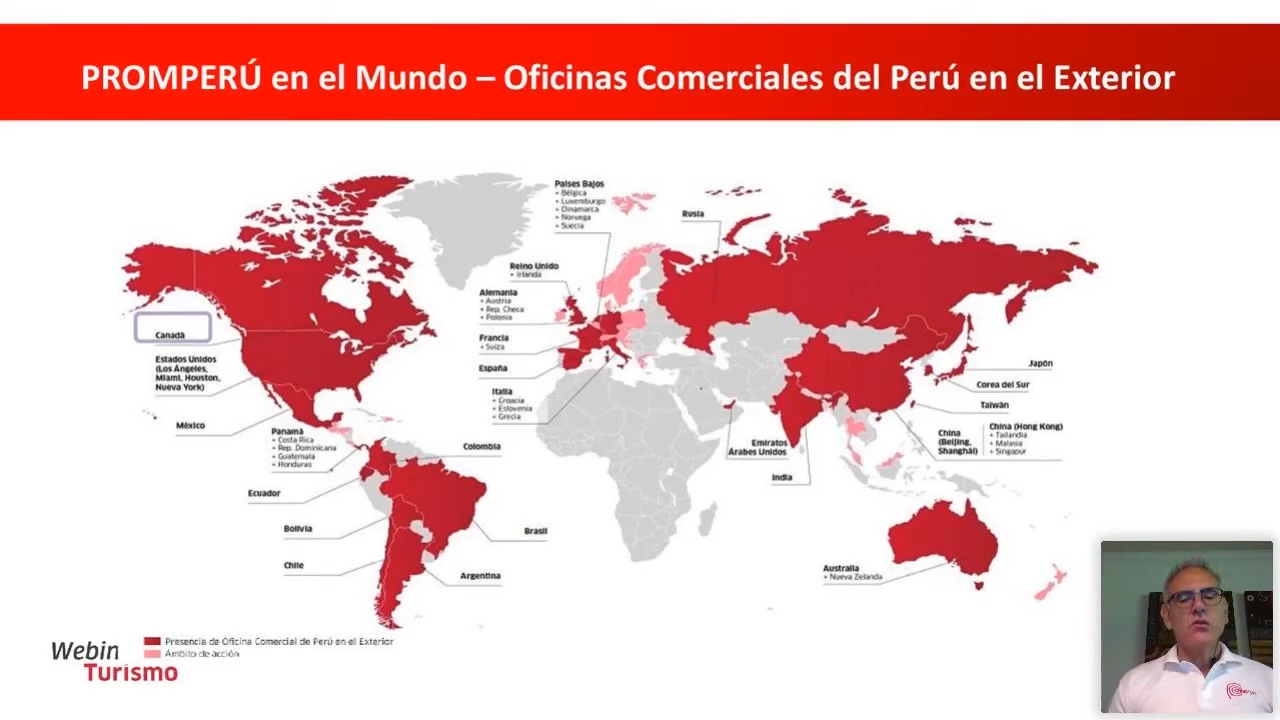 PROMPERÚ en el Mundo – Oficinas Comerciales del Perú en el Exterior
Países Bajos
+ Bélgica
+ Luxemburgo
+ Dinamarca
+ Noruega
+ Suecia
Rusia
Reino Unido
+ Irlanda
Alemania
+ Austria
+ Rep. Checa
+ Polonia
Francia
+ Suiza
España
Italia
+ Croacia
+ Eslovenia
+ Grecia
Canadá
Estados Unidos
(Los Ángeles,
Miami, Houston,
Nueva York)
México
Panamá
+ Costa Rica
+ Rep. Dominicana
+ Guatemala
+ Honduras
Colombia
Ecuador
Bolivia
Chile
Brasil
Argentina
Emiratos
Árabes Unidos
India
Japón
Corea del Sur
Taiwán
China
(Beijing,
Shanghái)
China (Hong Kong)
+ Tailandia
+ Malasia
+ Singapur
Australia
+ Nueva Zelanda
Presencia de Oficina Comercial de Perú en el Exterior
Ámbito de acción
Webin
Turismo